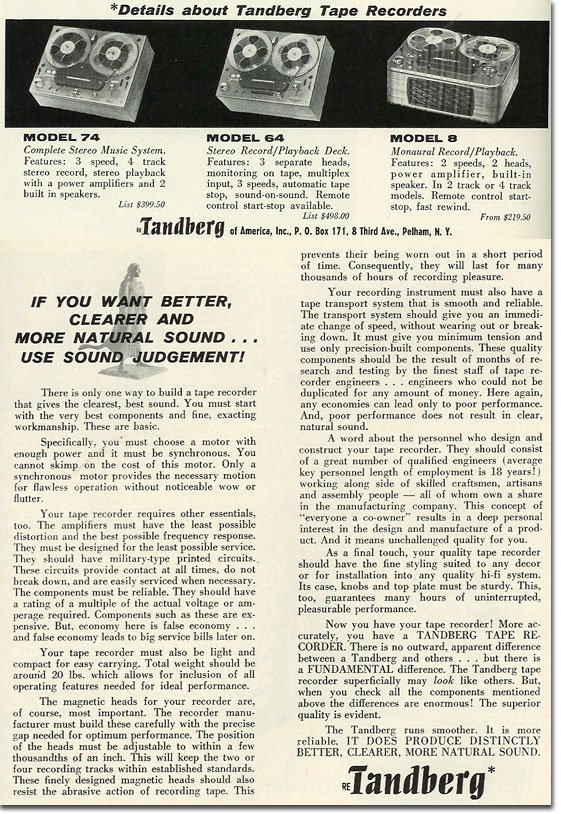 *Details about Tandberg Tape Recorders
MODEL 74
Complete Stereo Music System.
Features: 3 speed, 4 track
stereo record, stereo playback
with a power amplifiers and 2
built in speakers.
List $399.50
MODEL 64
Stereo Record/Playback Deck.
Features: 3 separate heads,
monitoring on tape, multiplex
input, 3 speeds, automatic tape
stop, sound-on-sound. Remote
control start-stop available.
List $498.00
MODEL 8
Monaural Record/Playback.
Features: 2 speeds, 2 heads,
power amplifier, built-in
speaker. In 2 track or 4 track
models. Remote control start-
stop, fast rewind.
From $219.50
Tandberg of America, Inc., P. O. Box 171, 8 Third Ave., Pelham, N. Y.
IF YOU WANT BETTER,
CLEARER AND
MORE NATURAL SOUND . . .
USE SOUND JUDGEMENT!
There is only one way to build a tape recorder
that gives the clearest, best sound. You must start
with the very best components and fine, exacting
workmanship. These are basic.
Specifically, you must choose a motor with
enough power and it must be synchronous. You
cannot skimp on the cost of this motor. Only a
synchronous motor provides the necessary motion
for flawless operation without noticeable wow or
flutter.
Your tape recorder requires other essentials,
too. The amplifiers must have the least possible
distortion and the best possible frequency response.
They must be designed for the least possible service.
They should have military-type printed circuits.
These circuits provide contact at all times, do not
break down, and are easily serviced when necessary.
The components must be reliable. They should have
a rating of a multiple of the actual voltage or am-
perage required. Components such as these are ex-
pensive. But, economy here is false economy . . .
and false economy leads to big service bills later on.
Your tape recorder must also be light and
compact for easy carrying. Total weight should be
around 20 lbs. which allows for inclusion of all
operating features needed for ideal performance.
The magnetic heads for your recorder are,
of course, most important. The recorder manu-
facturer must build these carefully with the precise
gap needed for optimum performance. The position
of the heads must be adjustable to within a few
thousandths of an inch. This will keep the two or
four recording tracks within established standards.
These finely designed magnetic heads should also
resist the abrasive action of recording tape. This
prevents their being worn out in a short period
of time. Consequently, they will last for many
thousands of hours of recording pleasure.
Your recording instrument must also have a
tape transport system that is smooth and reliable.
The transport system should give you an immedi-
ate change of speed, without wearing out or break-
ing down. It must give you minimum tension and
use only precision-built components. These quality
components should be the result of months of re-
search and testing by the finest staff of tape re-
corder engineers . . . engineers who could not be
duplicated for any amount of money. Here again,
any economies can lead only to poor performance.
And, poor performance does not result in clear,
natural sound.
A word about the personnel who design and
construct your tape recorder. They should consist
of a great number of qualified engineers (average
key personnel length of employment is 18 years!)
working along side of skilled craftsmen, artisans
and assembly people — all of whom own a share
in the manufacturing company. This concept of
"everyone a co-owner" results in a deep personal
interest in the design and manufacture of a prod-
uct. And it means unchallenged quality for you.
As a final touch, your quality tape recorder
should have the fine styling suited to any decor
or for installation into any quality hi-fi system.
Its case, knobs and top plate must be sturdy. This,
too, guarantees many hours of uninterrupted,
pleasurable performance.
Now you have your tape recorder! More ac-
curately, you have a TANDBERG TAPE RE-
CORDER. There is no outward, apparent difference
between a Tandberg and others . . . but there is
a FUNDAMENTAL difference. The Tandberg tape
recorder superficially may look like others. But,
when you check all the components mentioned
above the differences are enormous! The superior
quality is evident.
The Tandberg runs smoother. It is more
reliable. IT DOES PRODUCE DISTINCTLY
BETTER, CLEARER, MORE NATURAL SOUND.
Tandberg*